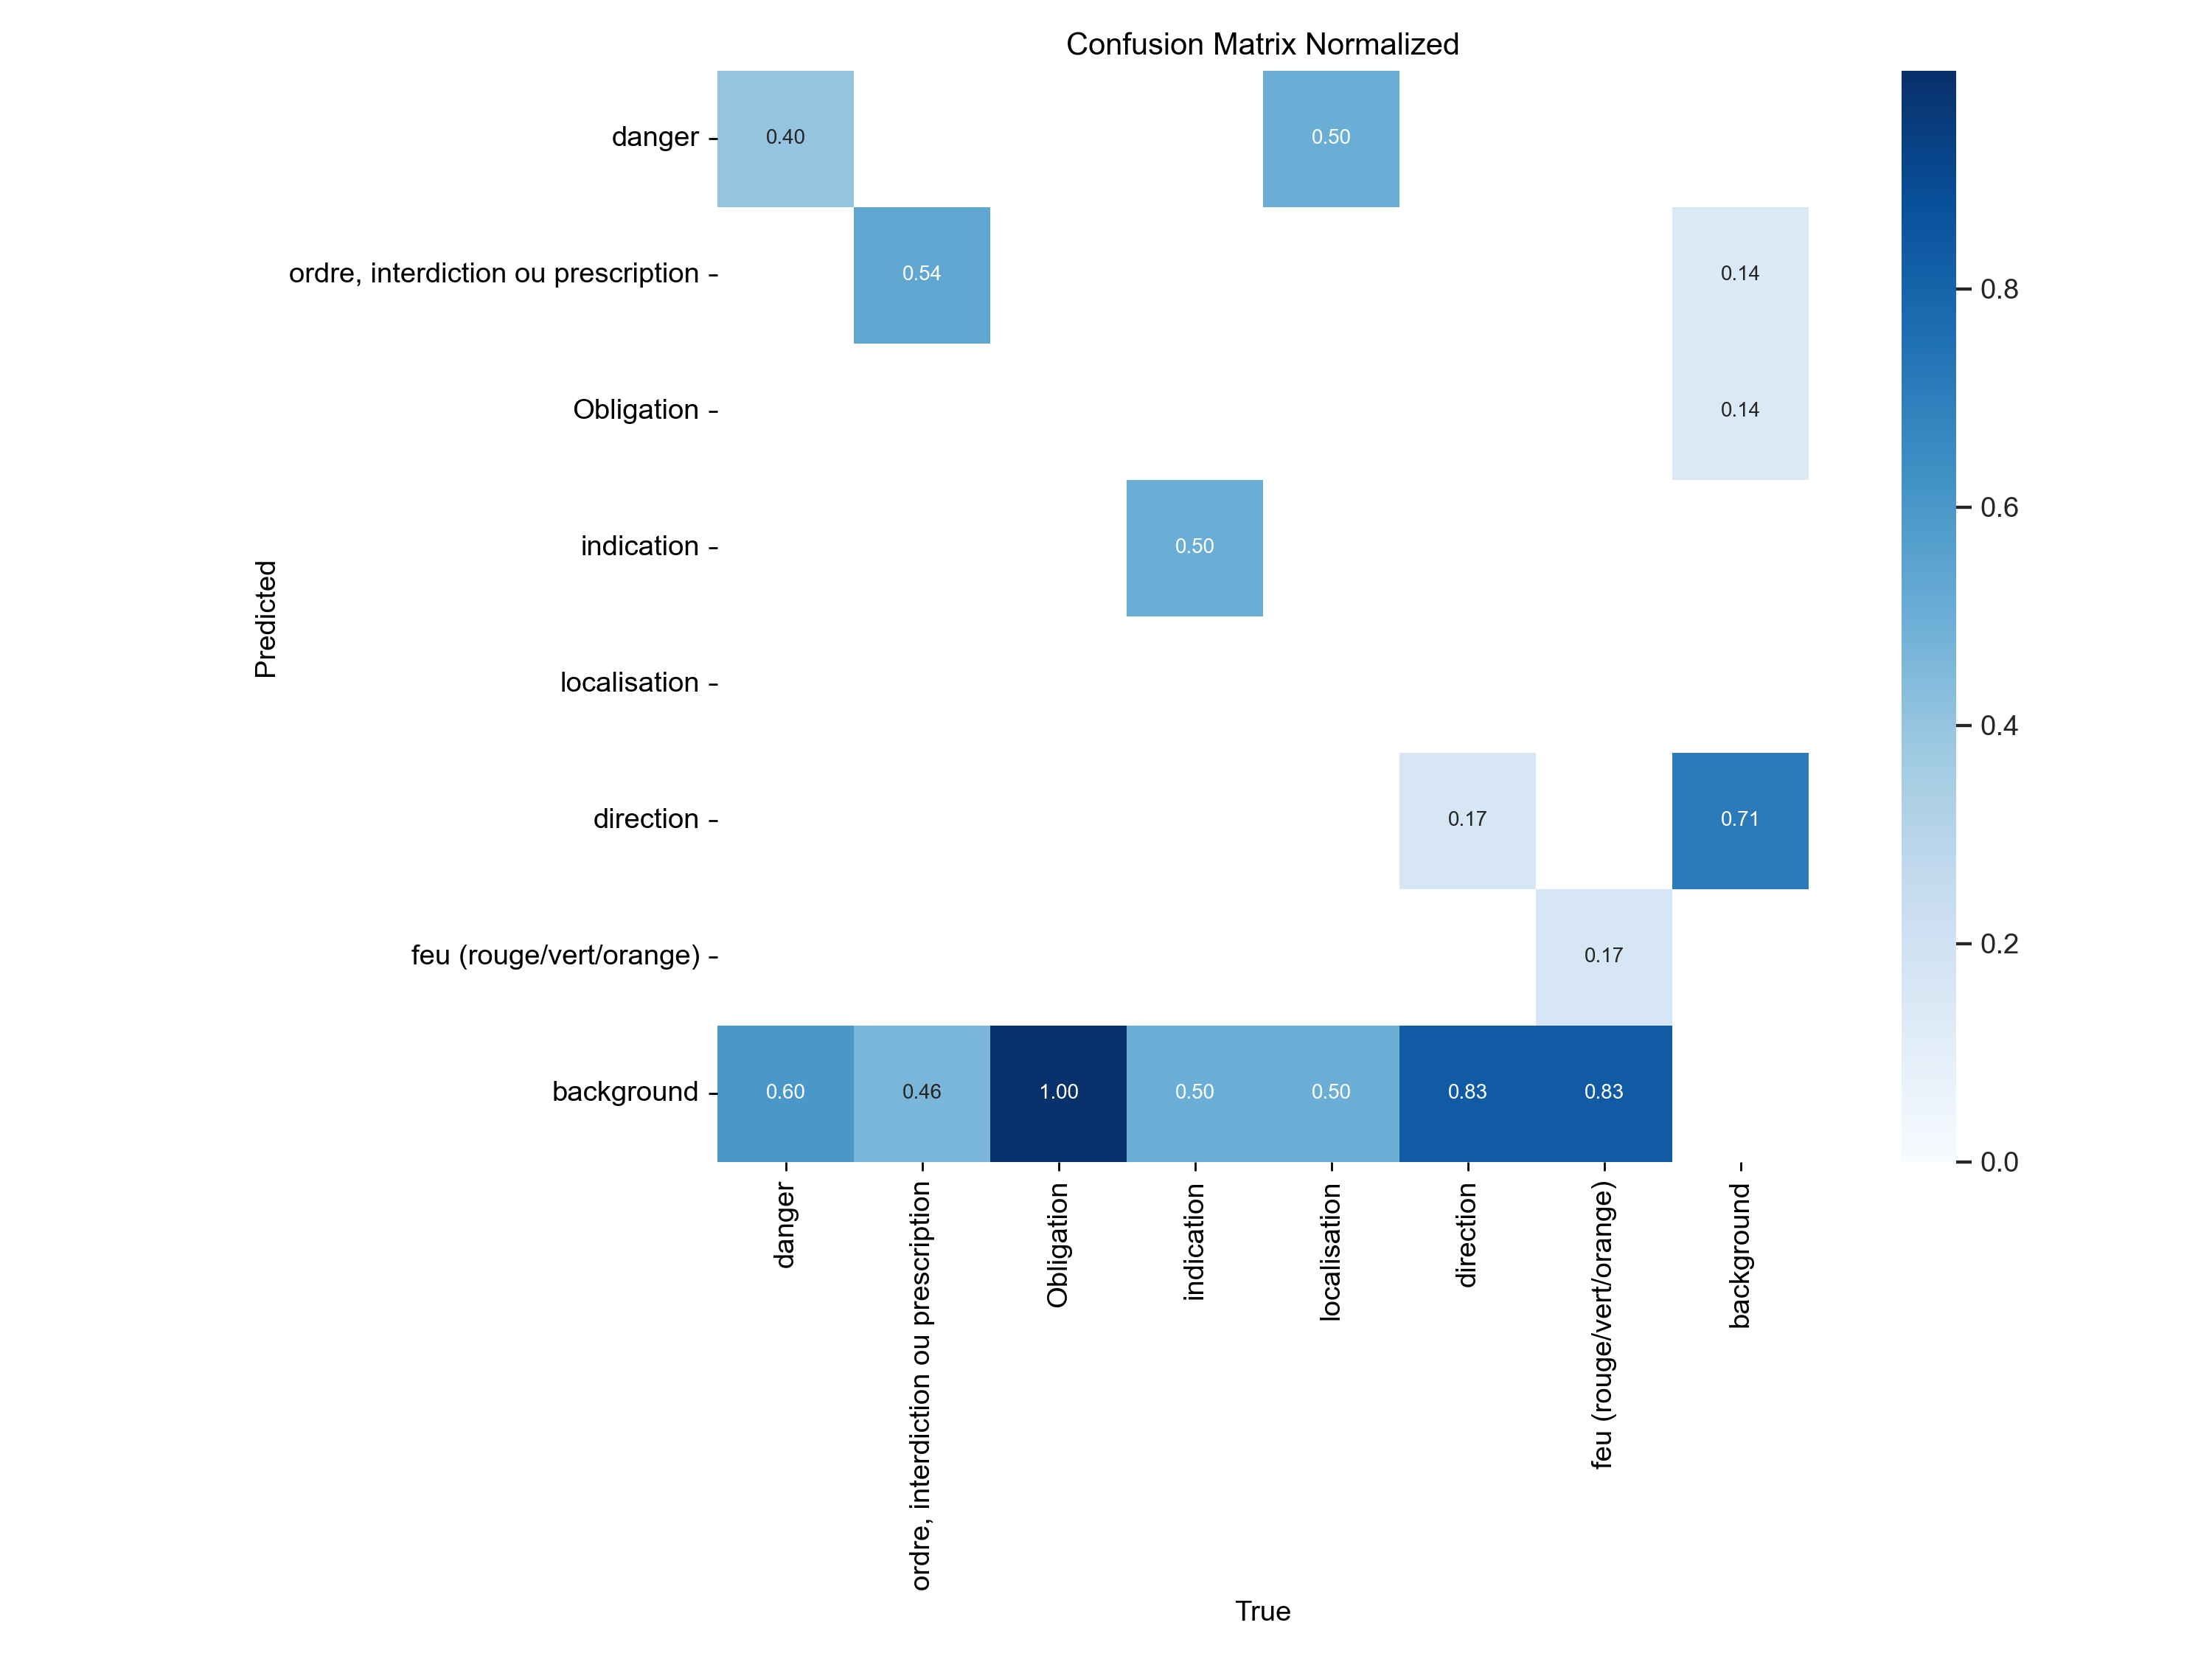 Confusion Matrix Normalized
danger
0.40
0.50
ordre, interdiction ou prescription
0.54
0.14
0.8
Obligation
0.14
0.6
indication
0.50
Predicted
localisation
0.4
direction
0.17
0.71
feu (rouge/vert/orange)
0.17
0.2
background
0.60
0.46
1.00
0.50
0.50
0.83
0.83
0.0
danger
ordre, interdiction ou prescription
Obligation
indication
localisation
direction
feu (rouge/vert/orange)
background
True